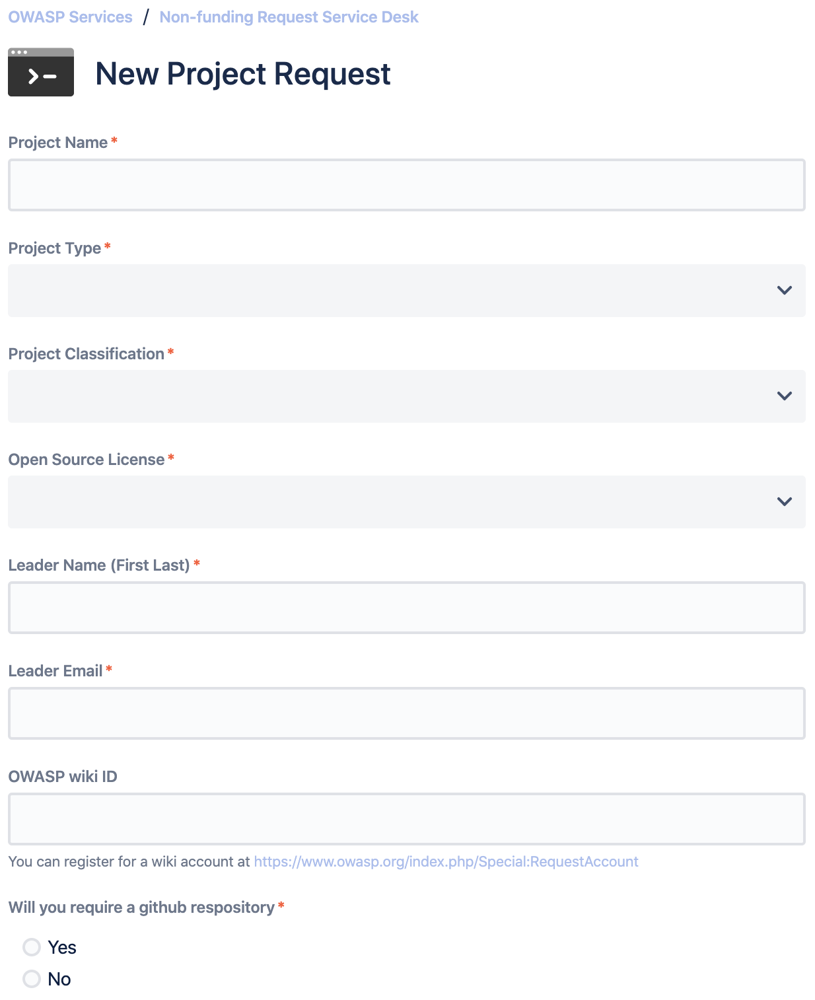 OWASP Services / Non-funding Request Service Desk
New Project Request
Project Name *
Project Type *
Project Classification *
Open Source License *
Leader Name (First Last) *
Leader Email *
OWASP wiki ID
You can register for a wiki account at https://www.owasp.org/index.php/Special:RequestAccount
Will you require a github respository *
Yes
No